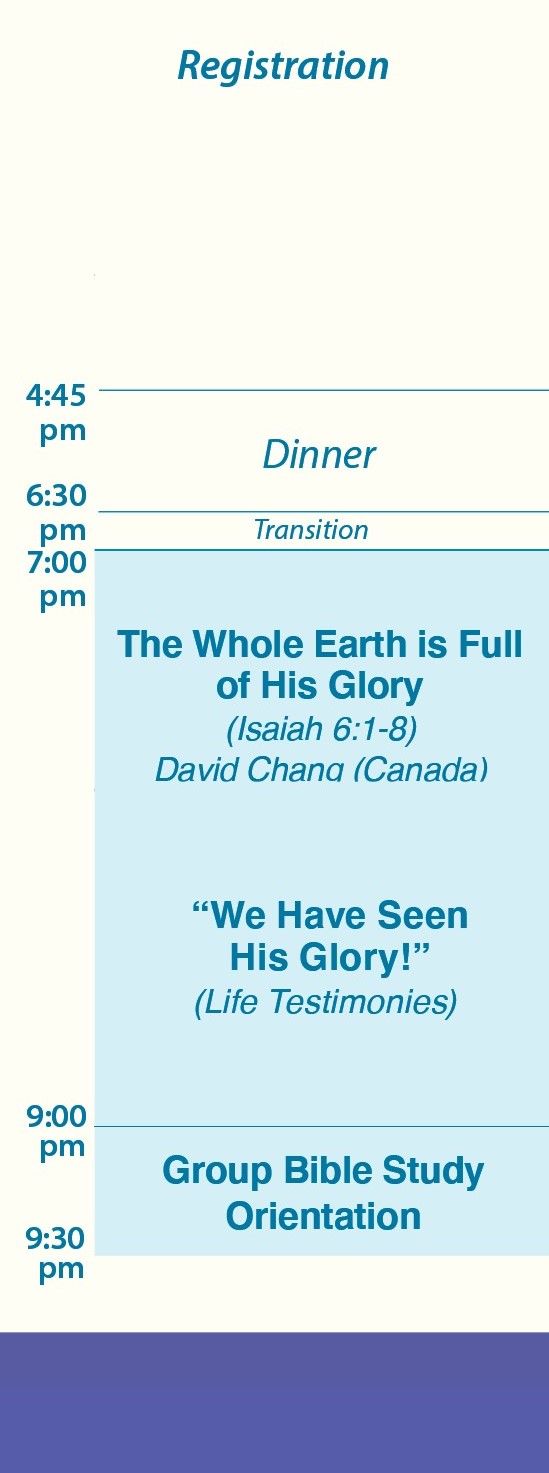 Registration
4:45
pm
Dinner
6:30
pm
Transition
7:00
pm
The Whole Earth is Full
of His Glory
(Isaiah 6:1-8)
David Chang (Canada)
“We Have Seen
His Glory!”
(Life Testimonies)
9:00
pm
Group Bible Study
Orientation
9:30
pm